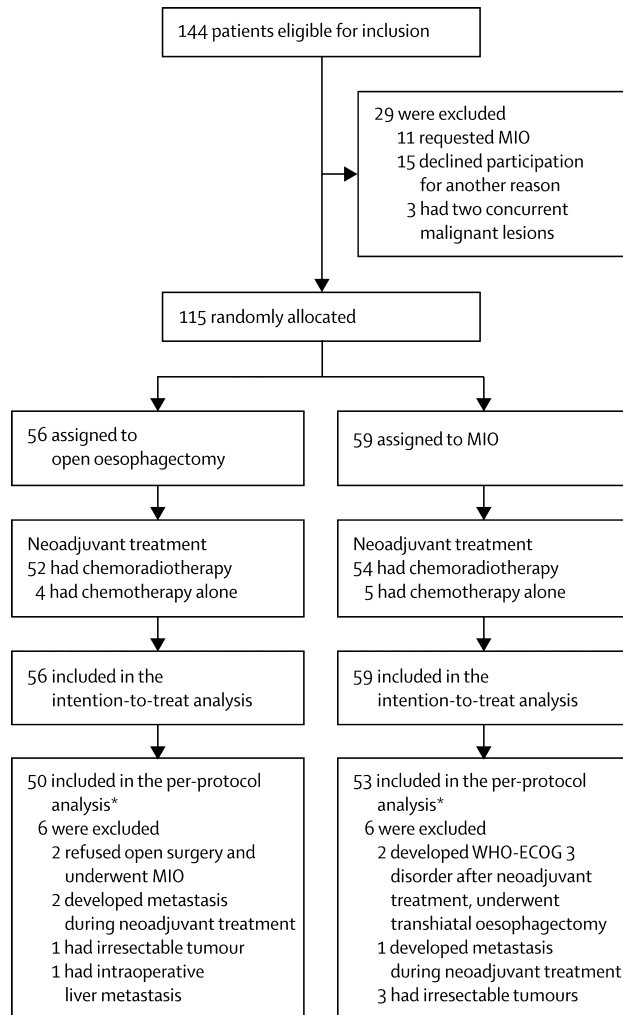 144 patients eligible for inclusion
29 were excluded
11 requested MIO
15 declined participation
for another reason
3 had two concurrent
malignant lesions
115 randomly allocated
56 assigned to
open oesophagectomy
59 assigned to MIO
Neoadjuvant treatment
52 had chemoradiotherapy
4 had chemotherapy alone
Neoadjuvant treatment
54 had chemoradiotherapy
5 had chemotherapy alone
56 included in the
intention-to-treat analysis
59 included in the
intention-to-treat analysis
50 included in the per-protocol
analysis*
6 were excluded
2 refused open surgery and
underwent MIO
2 developed metastasis
during neoadjuvant treatment
1 had irresectable tumour
1 had intraoperative
liver metastasis
53 included in the per-protocol
analysis*
6 were excluded
2 developed WHO-ECOG 3
disorder after neoadjuvant
treatment, underwent
transhiatal oesophagectomy
1 developed metastasis
during neoadjuvant treatment
3 had irresectable tumours